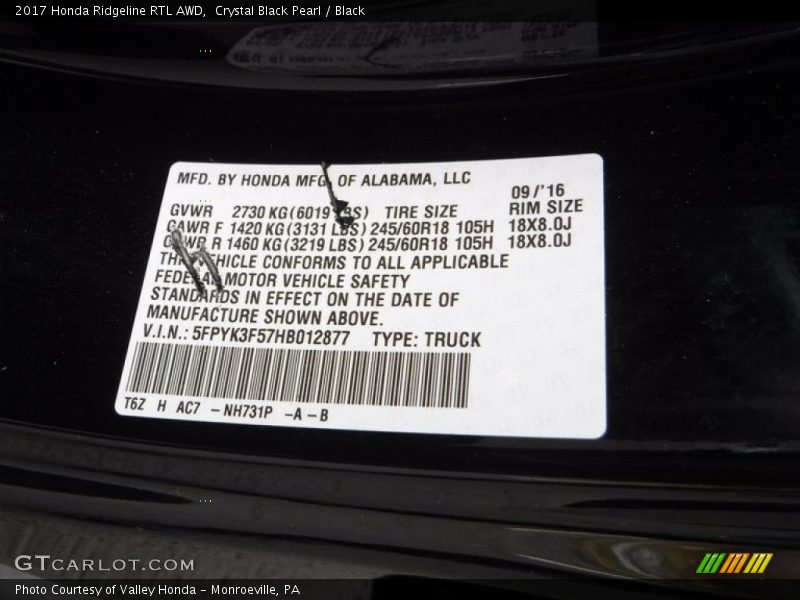 2017 Honda Ridgeline RTL AWD,  Crystal Black Pearl / Black
MFD. BY HONDA MFG. OF ALABAMA, LLC
09/'16
GVWR 2730 KG(6019 LBS) TIRE SIZE RIM SIZE
GAWR F 1420 KG(3131 LBS) 245/60R18 105H 18X8.0J
GAWR R 1460 KG(3219 LBS) 245/60R18 105H 18X8.0J
THIS VEHICLE CONFORMS TO ALL APPLICABLE
FEDERAL MOTOR VEHICLE SAFETY
STANDARDS IN EFFECT ON THE DATE OF
MANUFACTURE SHOWN ABOVE.
V.I.N.: 5FPYK3F57HB012877 TYPE: TRUCK
T6Z H AC7 -NH731P -A-B
GTCARLOT.COM
Photo Courtesy of Valley Honda - Monroeville, PA